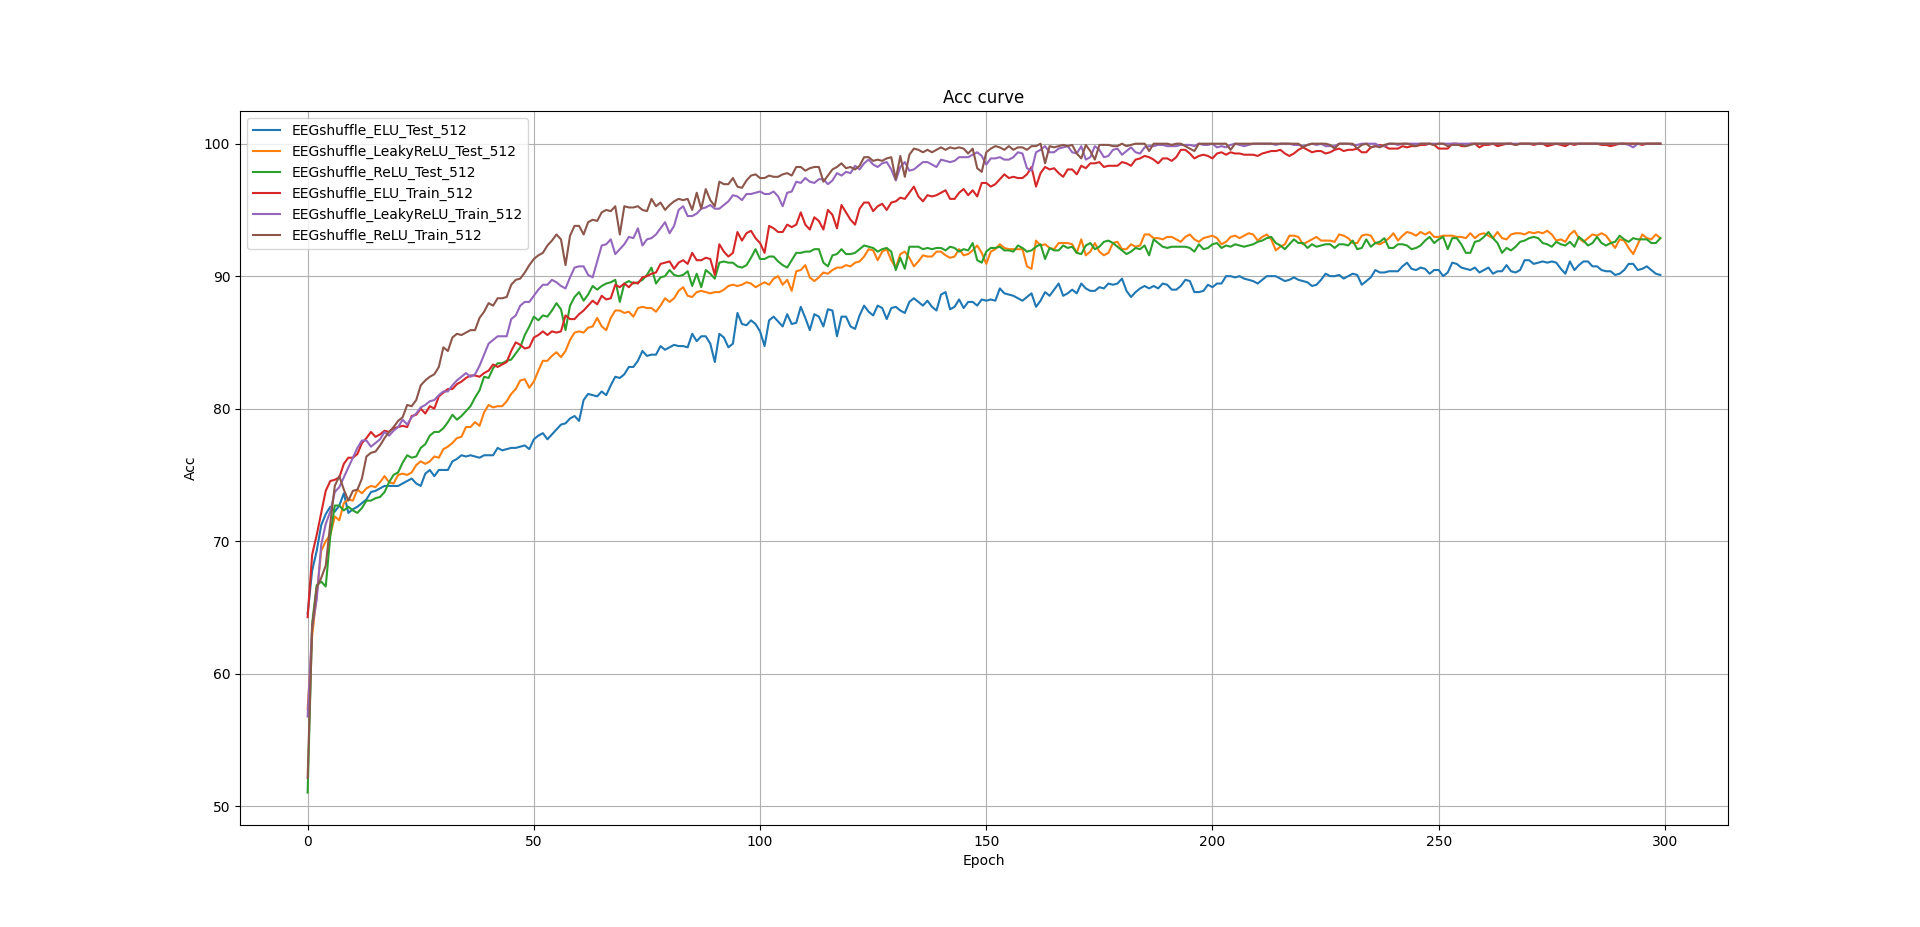 Acc curve
EEGshuffle_ELU_Test_512
EEGshuffle_LeakyReLU_Test_512
EEGshuffle_ReLU_Test_512
EEGshuffle_ELU_Train_512
EEGshuffle_LeakyReLU_Train_512
EEGshuffle_ReLU_Train_512
100
90
80
70
60
50
Acc
0 50 100 150 200 250 300
Epoch